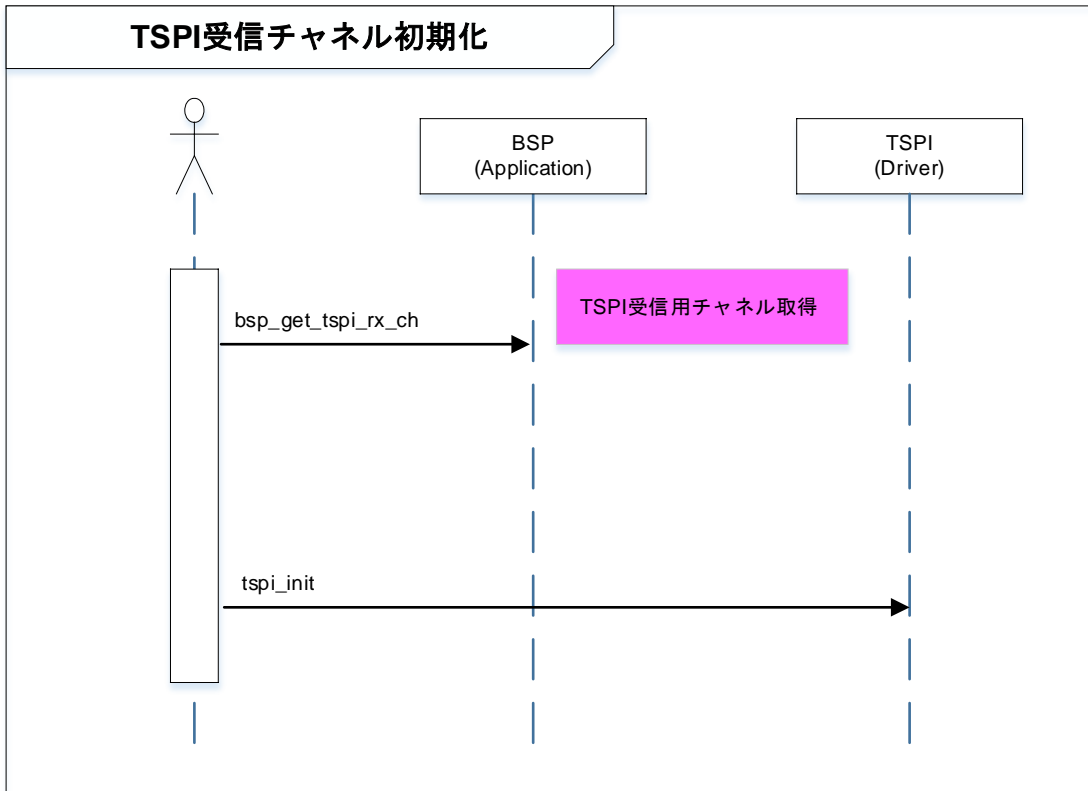 TSPI受信チャネル初期化
BSP
(Application)
TSPI
(Driver)
TSPI受信用チャネル取得
bsp_get_tspi_rx_ch
tspi_init